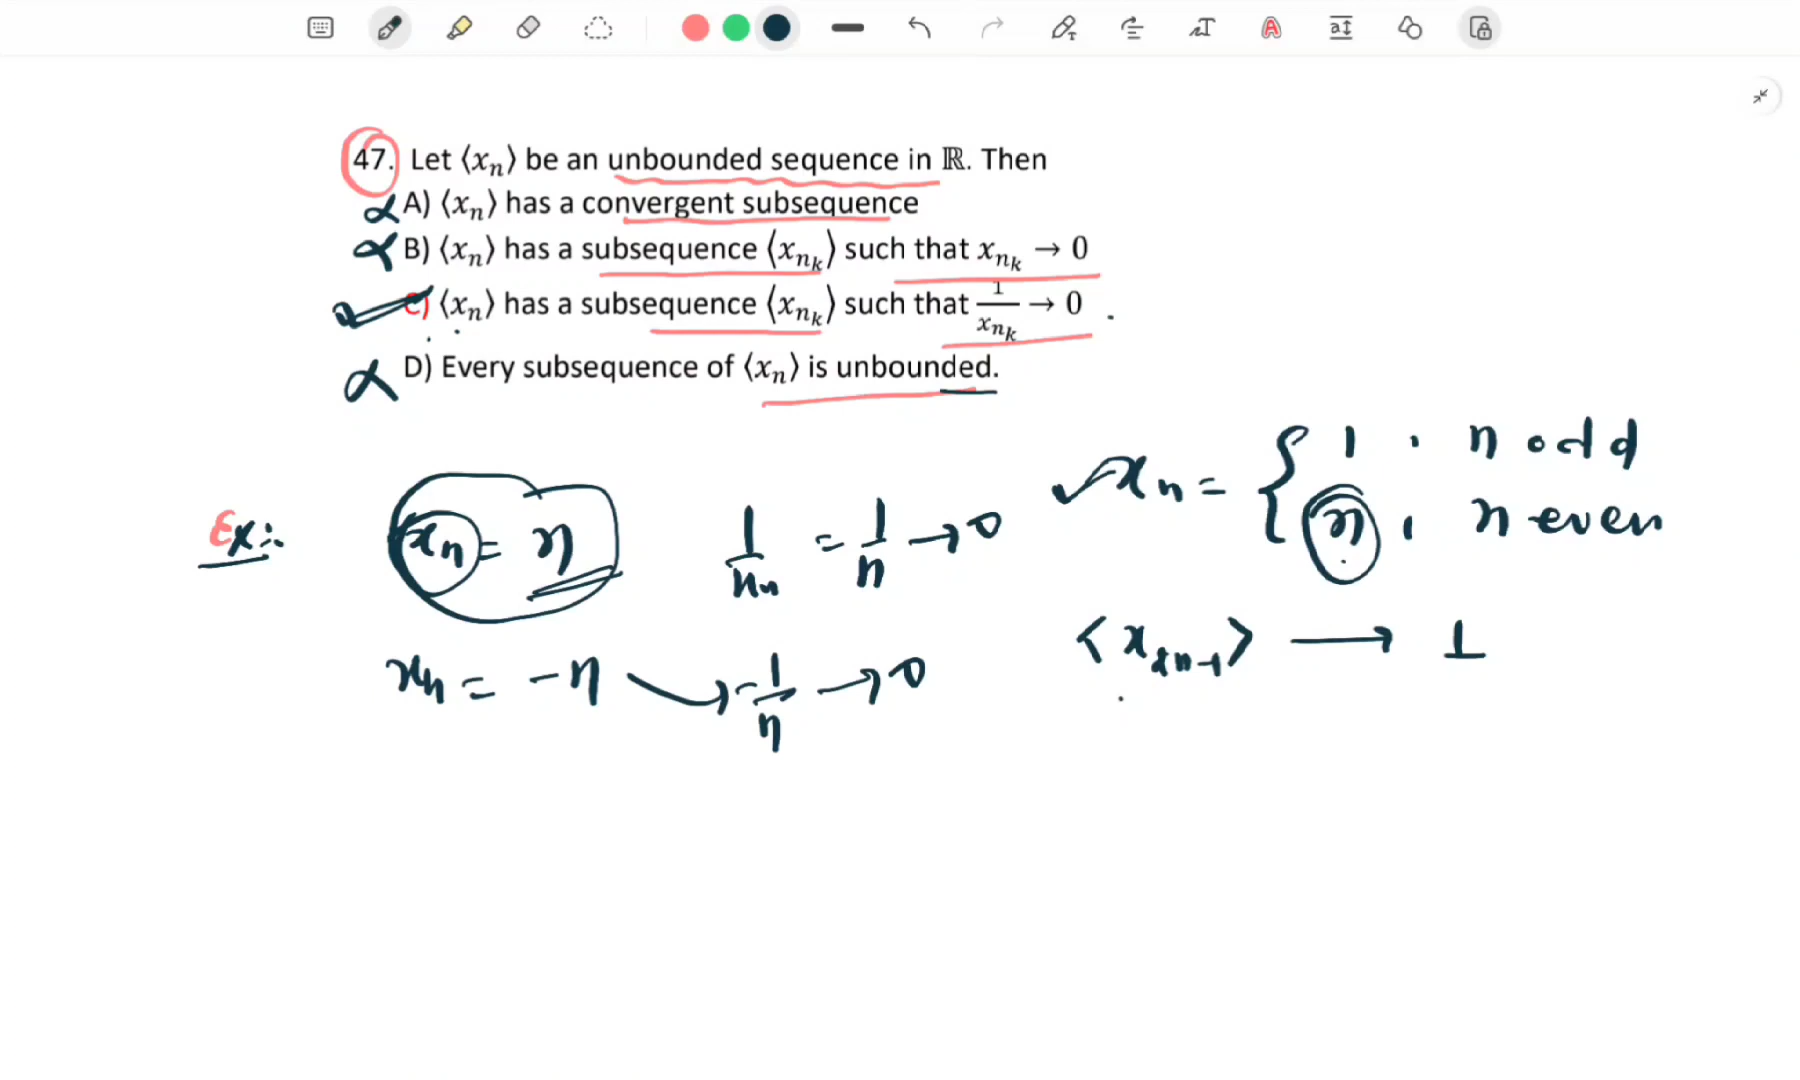 47. Let ⟨xₙ⟩ be an unbounded sequence in ℝ. Then
A) ⟨xₙ⟩ has a convergent subsequence
B) ⟨xₙ⟩ has a subsequence ⟨xₙₖ⟩ such that xₙₖ → 0
C) ⟨xₙ⟩ has a subsequence ⟨xₙₖ⟩ such that 1/xₙₖ → 0
D) Every subsequence of ⟨xₙ⟩ is unbounded.
xₙ = { 1, n odd
n, n even
Ex:- xₙ = n 1/xₙ = 1/n → 0
⟨x₂ₙ₋₁⟩ → 1
xₙ = -n → -1/n → 0